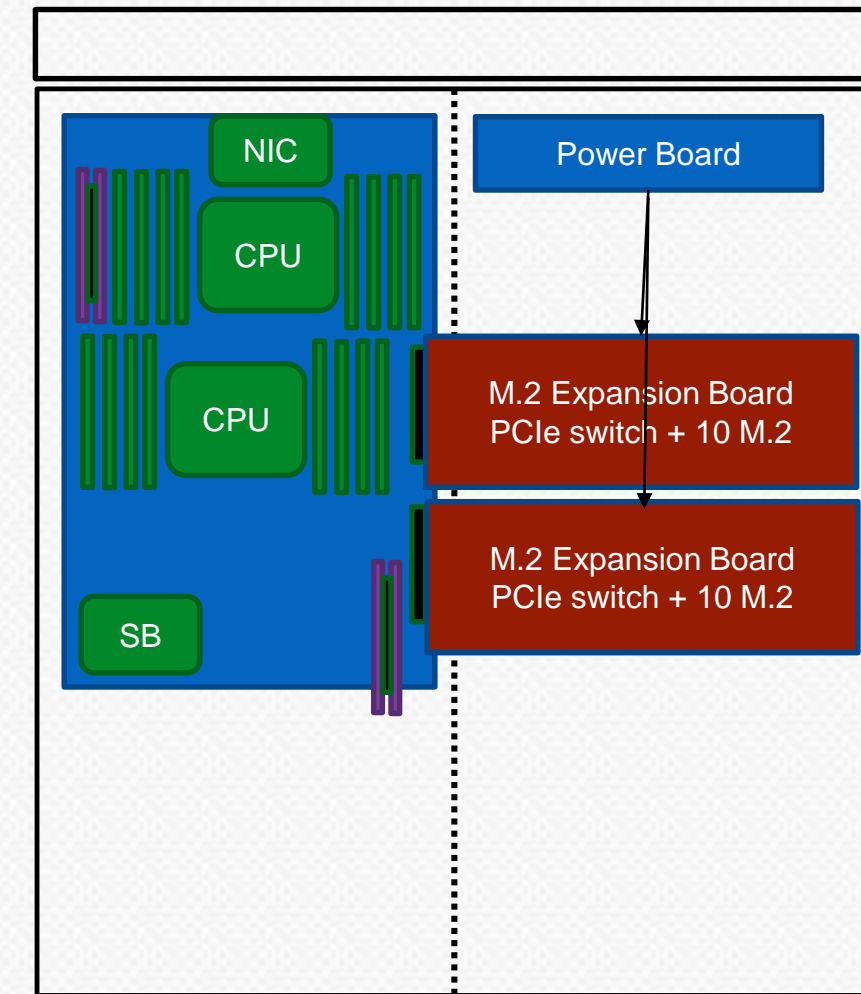 NIC
Power Board
CPU
CPU
M.2 Expansion Board
PCIe switch + 10 M.2
M.2 Expansion Board
PCIe switch + 10 M.2
SB